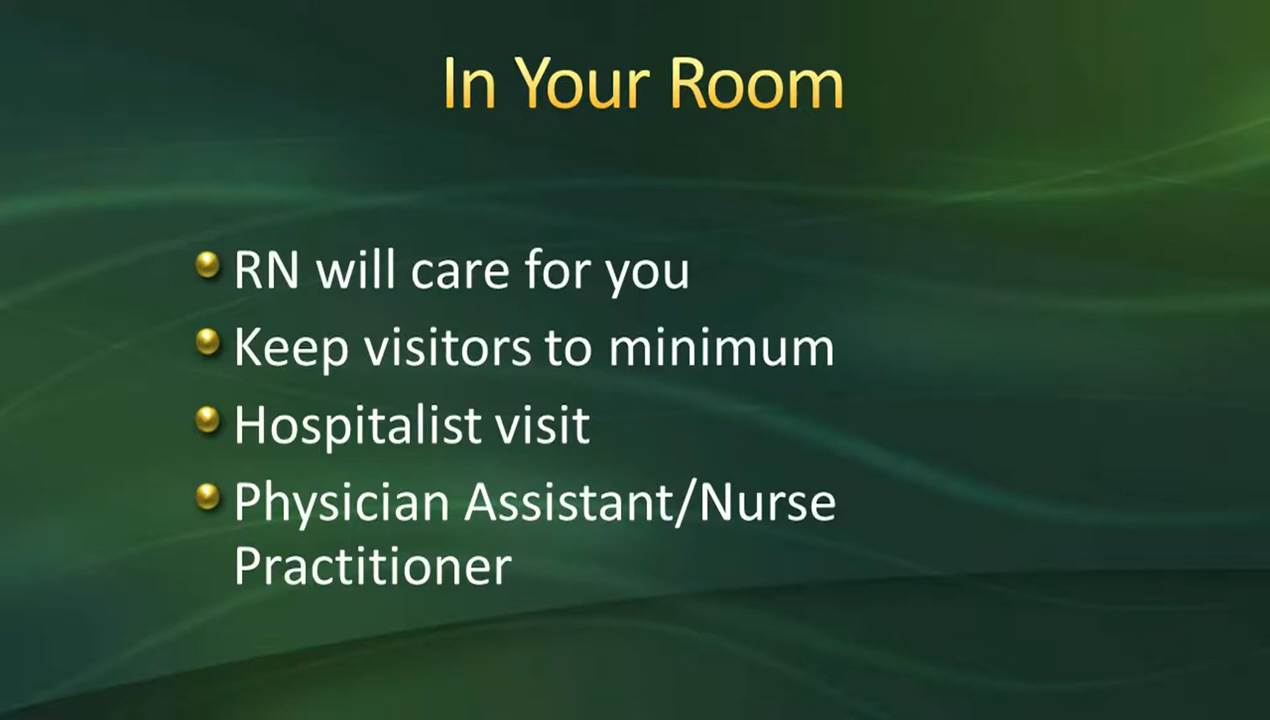 In Your Room
RN will care for you
Keep visitors to minimum
Hospitalist visit
Physician Assistant/Nurse
Practitioner